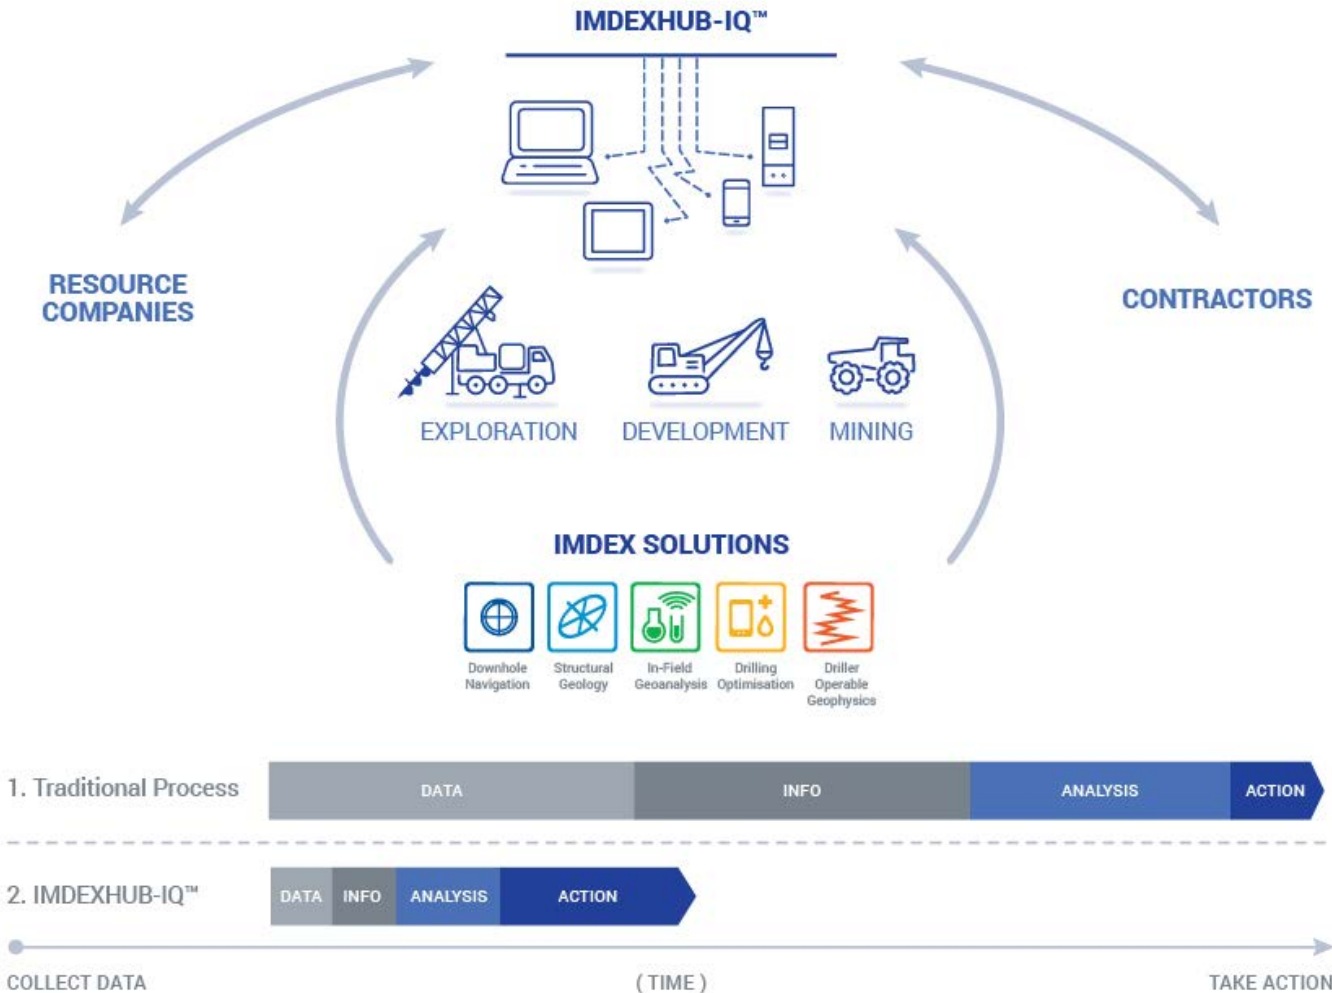 IMDEXHUB-IQ™
RESOURCE
COMPANIES
CONTRACTORS
EXPLORATION
DEVELOPMENT
MINING
IMDEX SOLUTIONS
Downhole
Navigation
Structural
Geology
In-Field
Geoanalysis
Drilling
Optimisation
Driller
Operable
Geophysics
1. Traditional Process
DATA
INFO
ANALYSIS
ACTION
2. IMDEXHUB-IQ™
DATA
INFO
ANALYSIS
ACTION
COLLECT DATA
( TIME )
TAKE ACTION